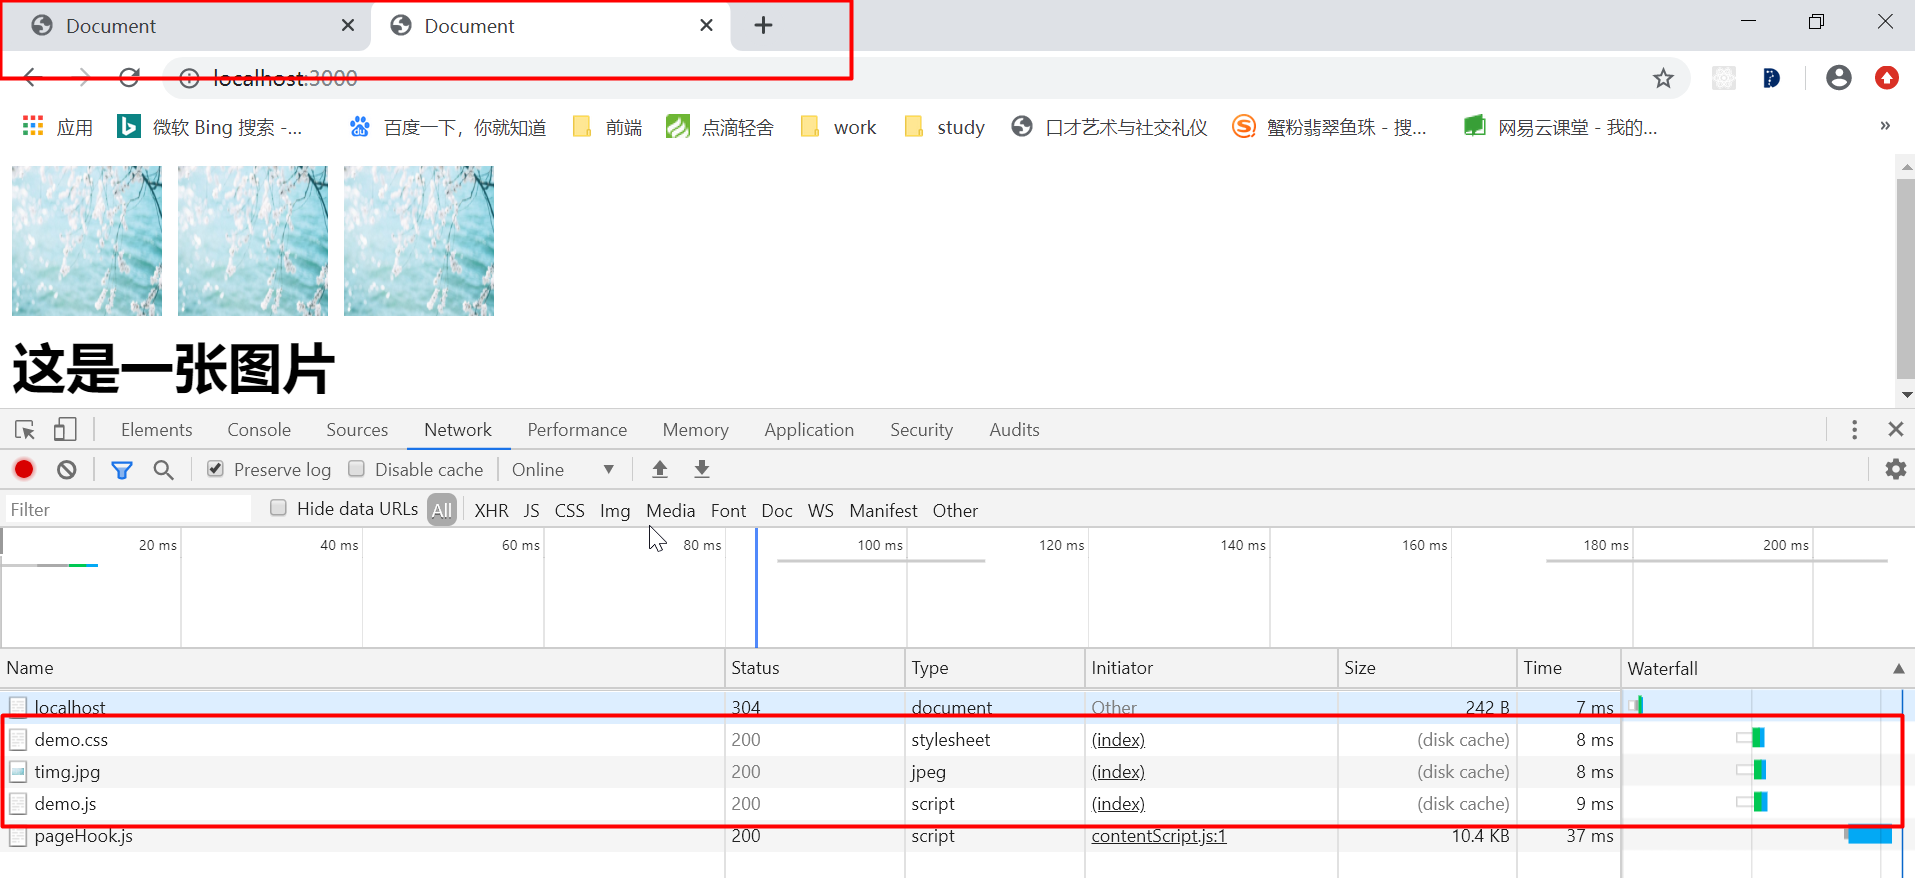 Document Document
localhost:3000
应用 微软 Bing 搜索 -... 百度一下，你就知道 前端 点滴轻舍 work study 口才艺术与社交礼仪 蟹粉翡翠鱼珠 - 搜... 网易云课堂 - 我的... »
这是一张图片
Elements Console Sources Network Performance Memory Application Security Audits
Preserve log Disable cache Online
Filter Hide data URLs All XHR JS CSS Img Media Font Doc WS Manifest Other
20 ms 40 ms 60 ms 80 ms 100 ms 120 ms 140 ms 160 ms 180 ms 200 ms
Name Status Type Initiator Size Time Waterfall
localhost 304 document Other 242 B 7 ms
demo.css 200 stylesheet (index) (disk cache) 8 ms
timg.jpg 200 jpeg (index) (disk cache) 8 ms
demo.js 200 script (index) (disk cache) 9 ms
pageHook.js 200 script contentScript.js:1 10.4 KB 37 ms